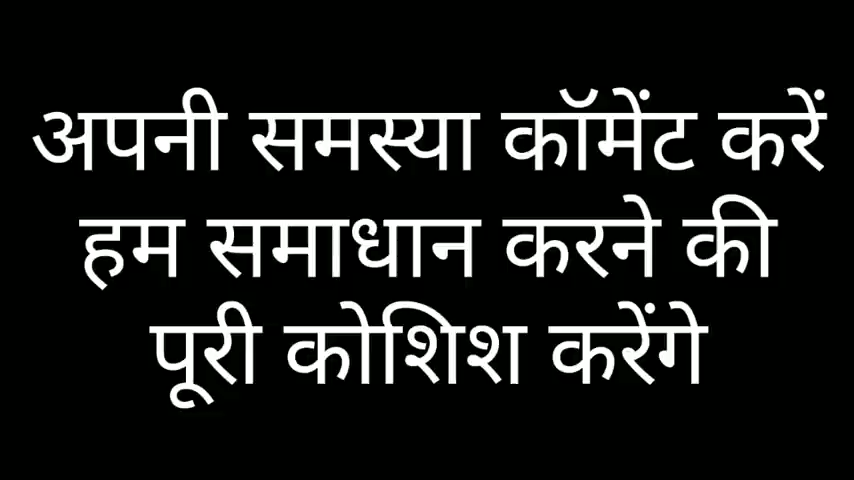 अपनी समस्या कॉमेंट करें
हम समाधान करने की
पूरी कोशिश करेंगे